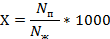 X = Nп / Nж * 1000